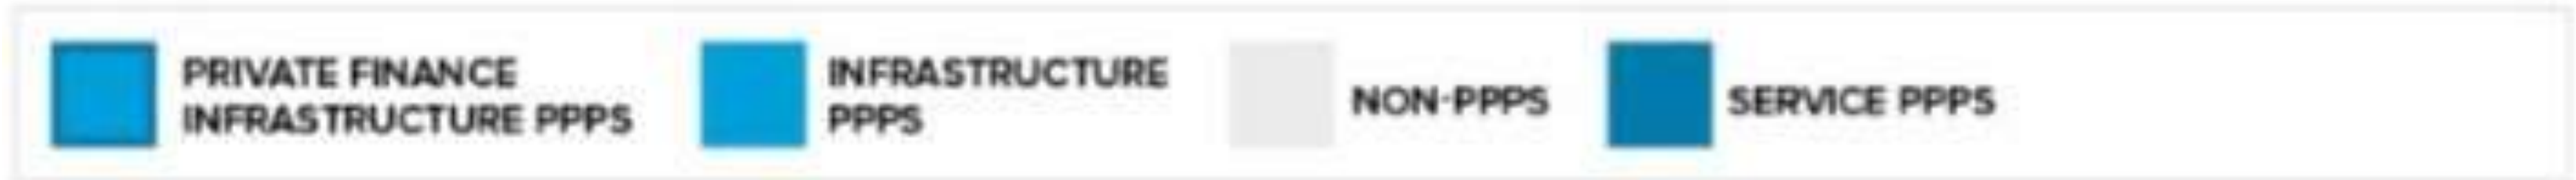 PRIVATE FINANCE
INFRASTRUCTURE PPPS
INFRASTRUCTURE
PPPS
NON-PPPS
SERVICE PPPS